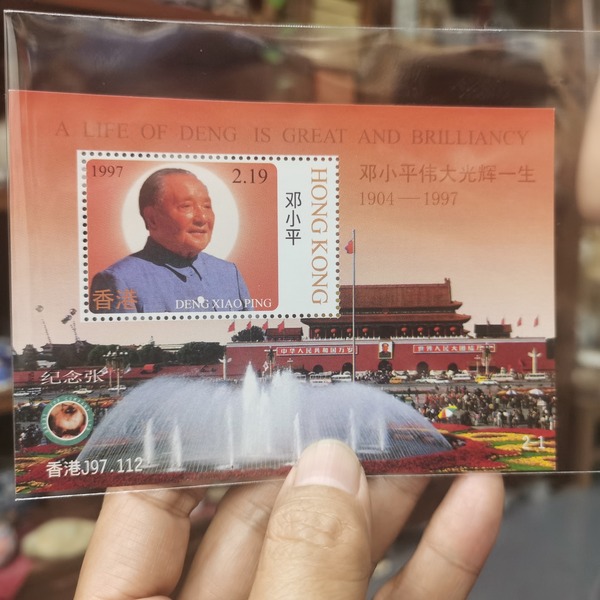 A LIFE OF DENG IS GREAT AND BRILLIANCY
邓小平伟大光辉一生
1904—1997
1997
2.19
邓小平
HONG KONG
香港
DENG XIAO PING
中华人民共和国万岁
世界人民大团结万岁
纪念张
香港J97.112
2.1